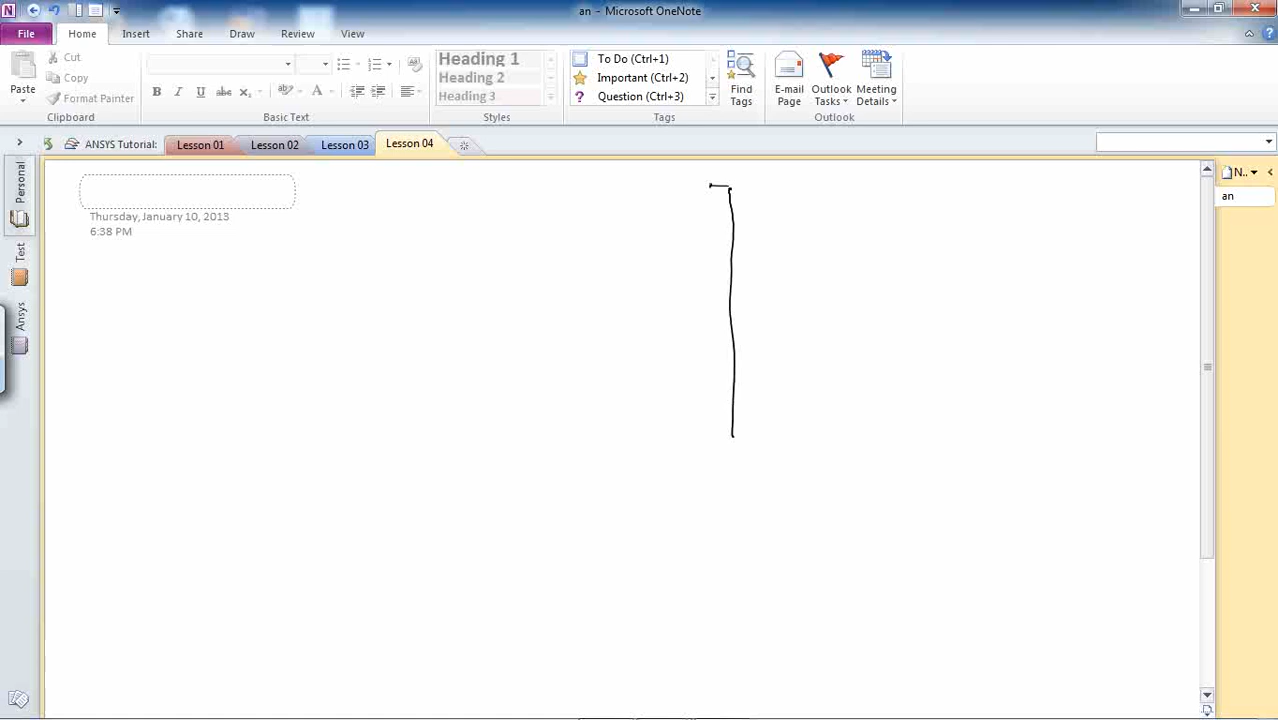 an - Microsoft OneNote
File Home Insert Share Draw Review View
Paste
Cut
Copy
Format Painter
Clipboard
B I U abc x A
Basic Text
Heading 1
Heading 2
Heading 3
Styles
To Do (Ctrl+1)
Important (Ctrl+2)
Question (Ctrl+3)
Find
Tags
Tags
E-mail
Page
Outlook
Tasks
Meeting
Details
Outlook
ANSYS Tutorial: Lesson 01 Lesson 02 Lesson 03 Lesson 04
N..
an
Personal
Test
Ansys
Thursday, January 10, 2013
6:38 PM